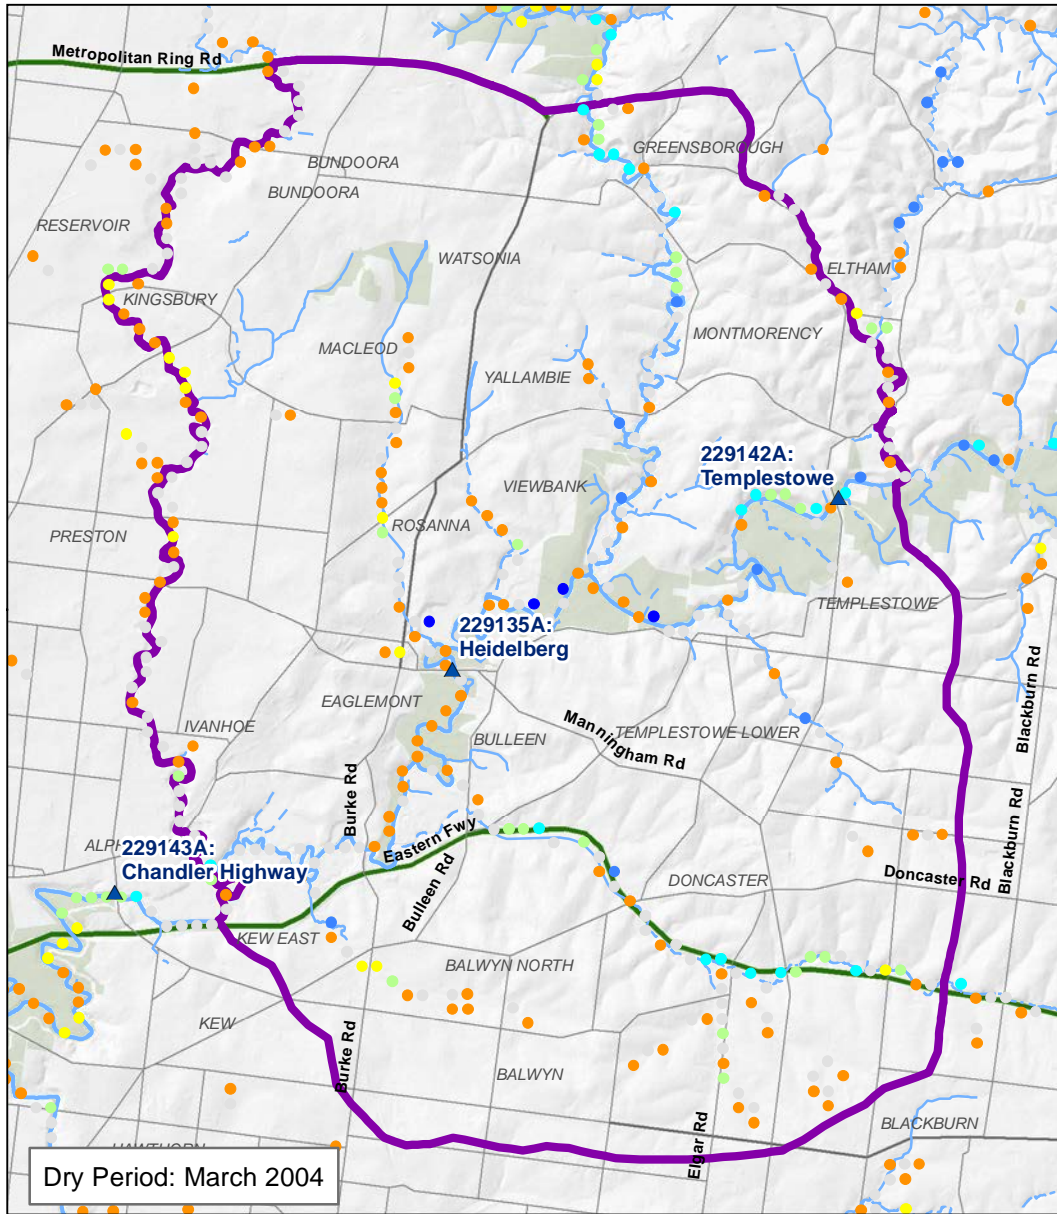 Metropolitan Ring Rd
GREENSBOROUGH
BUNDOORA
BUNDOORA
RESERVOIR
WATSONIA
ELTHAM
KINGSBURY
MONTMORENCY
MACLEOD
YALLAMBIE
229142A:
Templestowe
VIEWBANK
ROSANNA
PRESTON
TEMPLESTOWE
229135A:
Heidelberg
EAGLEMONT
IVANHOE
BULLEEN
Manningham Rd
TEMPLESTOWE LOWER
Blackburn Rd
Burke Rd
Eastern Fwy
ALPH
229143A:
Chandler Highway
Bulleen Rd
DONCASTER
Doncaster Rd
Blackburn Rd
KEW EAST
BALWYN NORTH
KEW
Burke Rd
BALWYN
Elgar Rd
BLACKBURN
HAWTHORN
Dry Period: March 2004